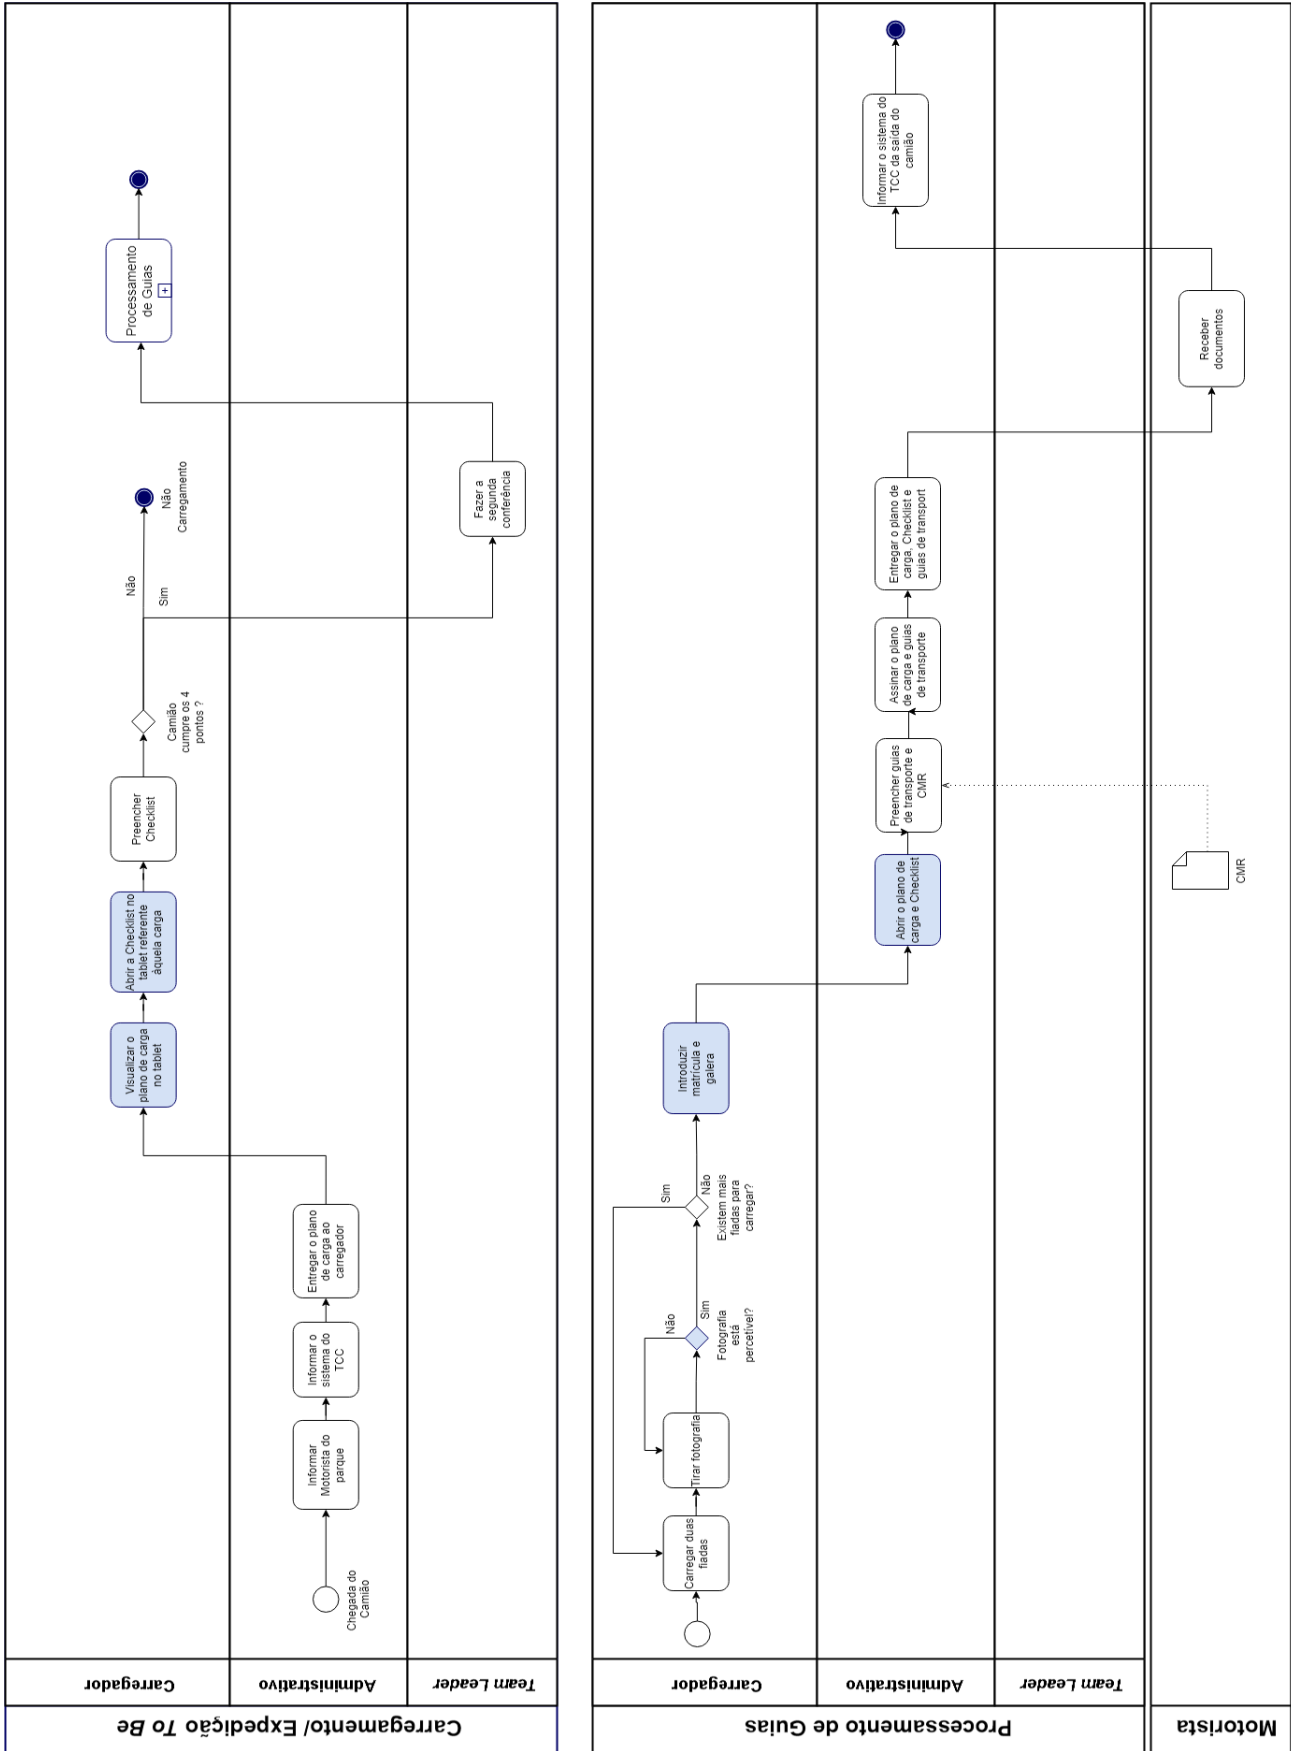 Carregamento/ Expedição To Be
Carregador
Administrativo
Team Leader
Chegada do
Camião
Informar
Motorista do
parque
Informar o
sistema do
TCC
Entregar o plano
de carga ao
carregador
Visualizar o
plano de carga
no tablet
Abrir a Checklist no
tablet referente
àquela carga
Preencher
Checklist
Camião
cumpre os 4
pontos ?
Não
Sim
Não
Carregamento
Fazer a
segunda
conferência
Processamento
de Guias
+
Processamento de Guias
Carregador
Administrativo
Team Leader
Carregar duas
fiadas
Tirar fotografia
Fotografia
está
percetível?
Não
Sim
Existem mais
fiadas para
carregar?
Sim
Não
Introduzir
matrícula e
galera
Abrir o plano de
carga e Checklist
Preencher guias
de transporte e
CMR
Assinar o plano
de carga e guias
de transporte
Entregar o plano de
carga, Checklist e
guias de transport
Informar o sistema do
TCC da saída do
camião
Motorista
CMR
Receber
documentos